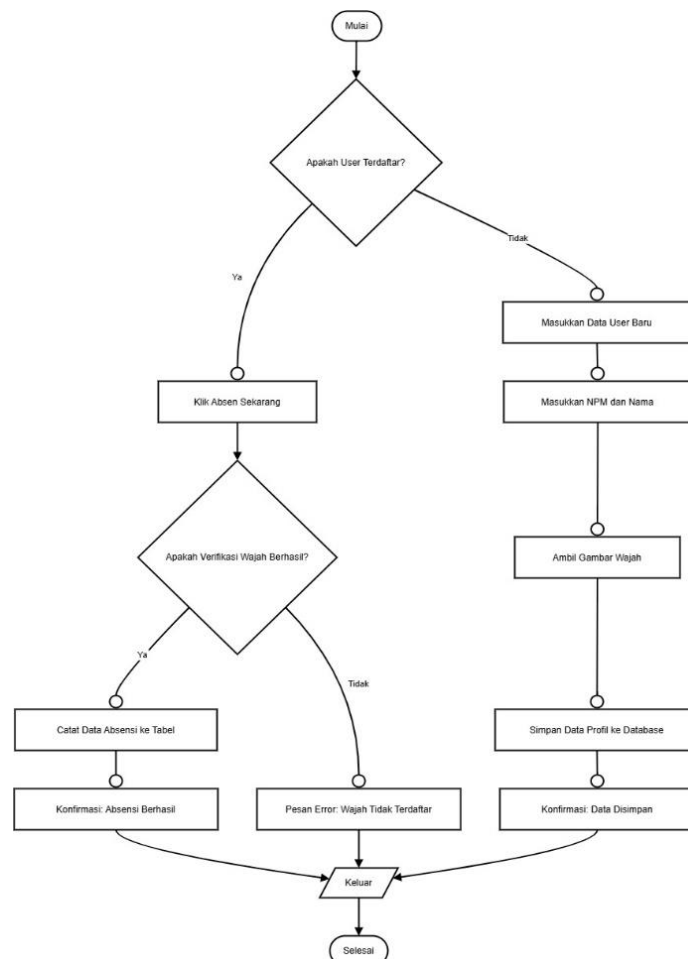 Mulai
Apakah User Terdaftar?
Tidak
Ya
Masukkan Data User Baru
Klik Absen Sekarang
Masukkan NPM dan Nama
Apakah Verifikasi Wajah Berhasil?
Ambil Gambar Wajah
Ya
Tidak
Catat Data Absensi ke Tabel
Simpan Data Profil ke Database
Konfirmasi: Absensi Berhasil
Pesan Error: Wajah Tidak Terdaftar
Konfirmasi: Data Disimpan
Keluar
Selesai